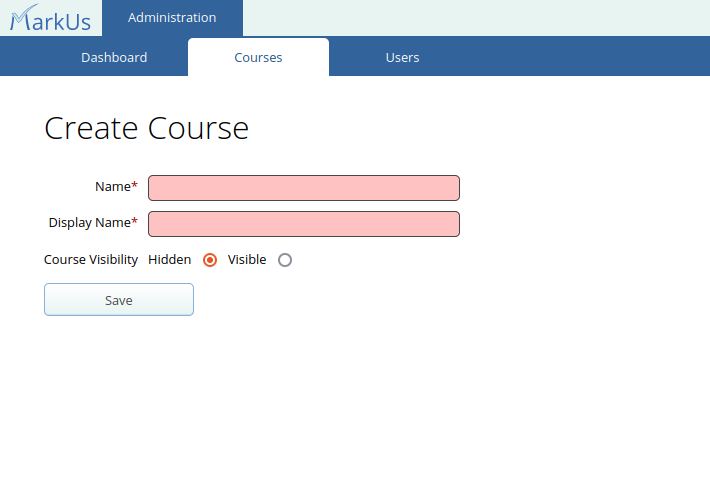 MarkUs
Administration
Dashboard Courses Users
Create Course
Name*
Display Name*
Course Visibility Hidden Visible
Save